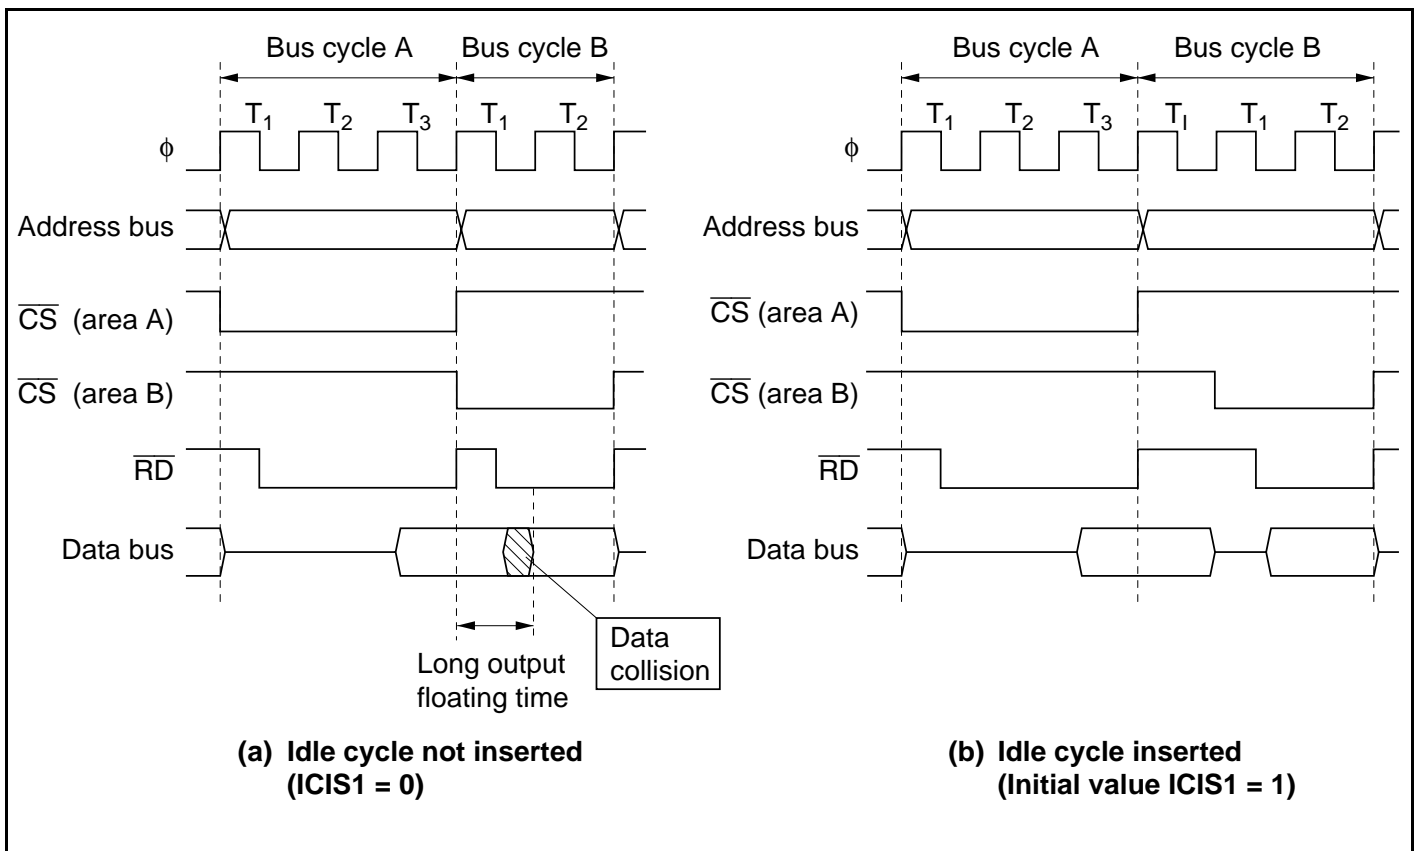 Bus cycle A Bus cycle B
T1 T2 T3 T1 T2
ϕ
Address bus
CS (area A)
CS (area B)
RD
Data bus
Long output
floating time
Data
collision
(a) Idle cycle not inserted
(ICIS1 = 0)
Bus cycle A Bus cycle B
T1 T2 T3 TI T1 T2
ϕ
Address bus
CS (area A)
CS (area B)
RD
Data bus
(b) Idle cycle inserted
(Initial value ICIS1 = 1)